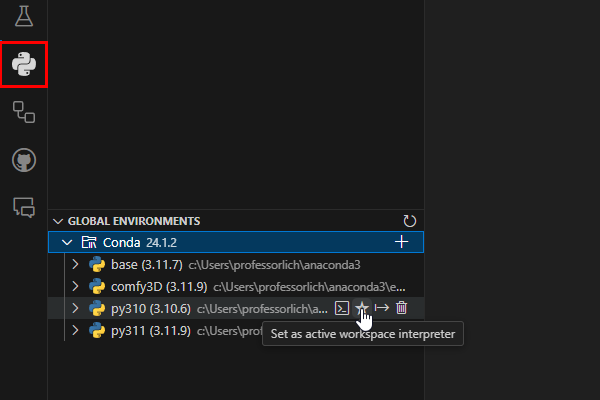 GLOBAL ENVIRONMENTS
Conda 24.1.2
base (3.11.7) c:\Users\professorlich\anaconda3
comfy3D (3.11.9) c:\Users\professorlich\anaconda3\e...
py310 (3.10.6) c:\Users\professorlich\a...
py311 (3.11.9) c:\Users\prof
Set as active workspace interpreter